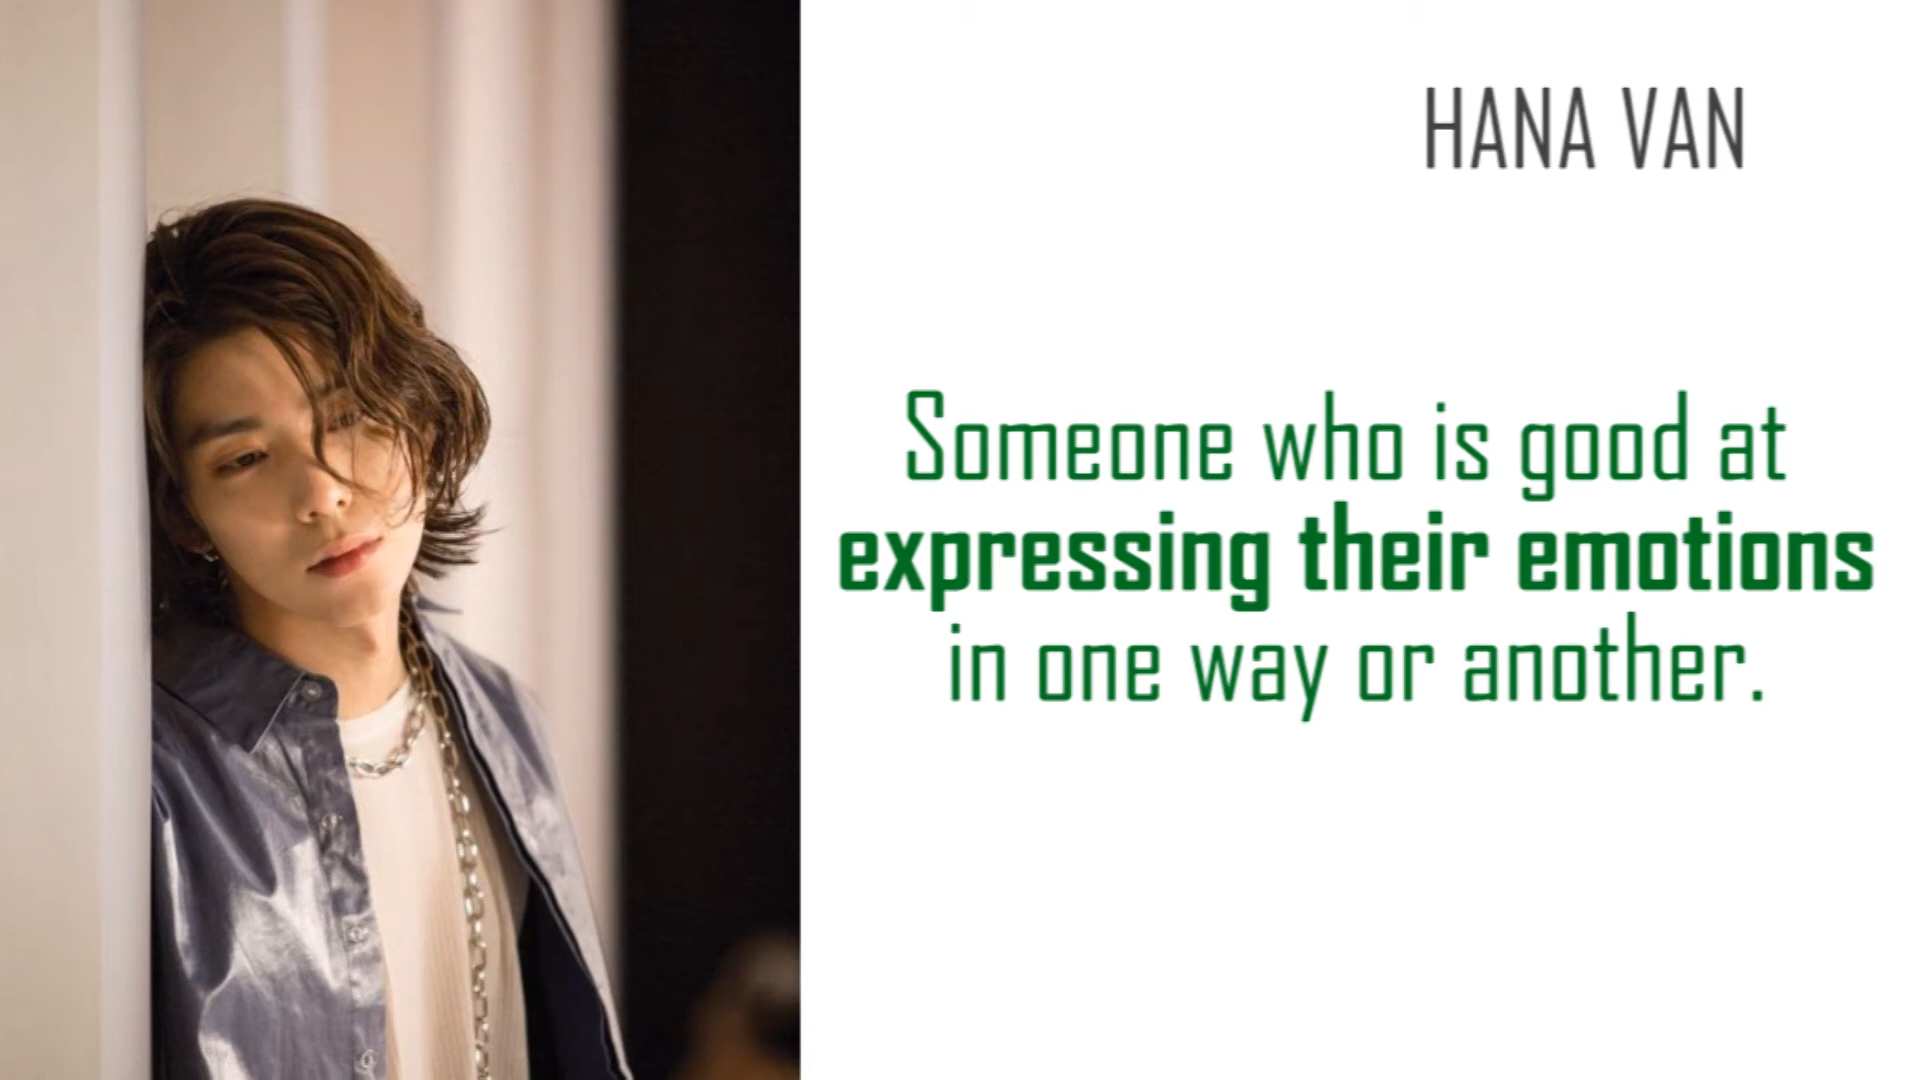 HANA VAN
Someone who is good at
expressing their emotions
in one way or another.